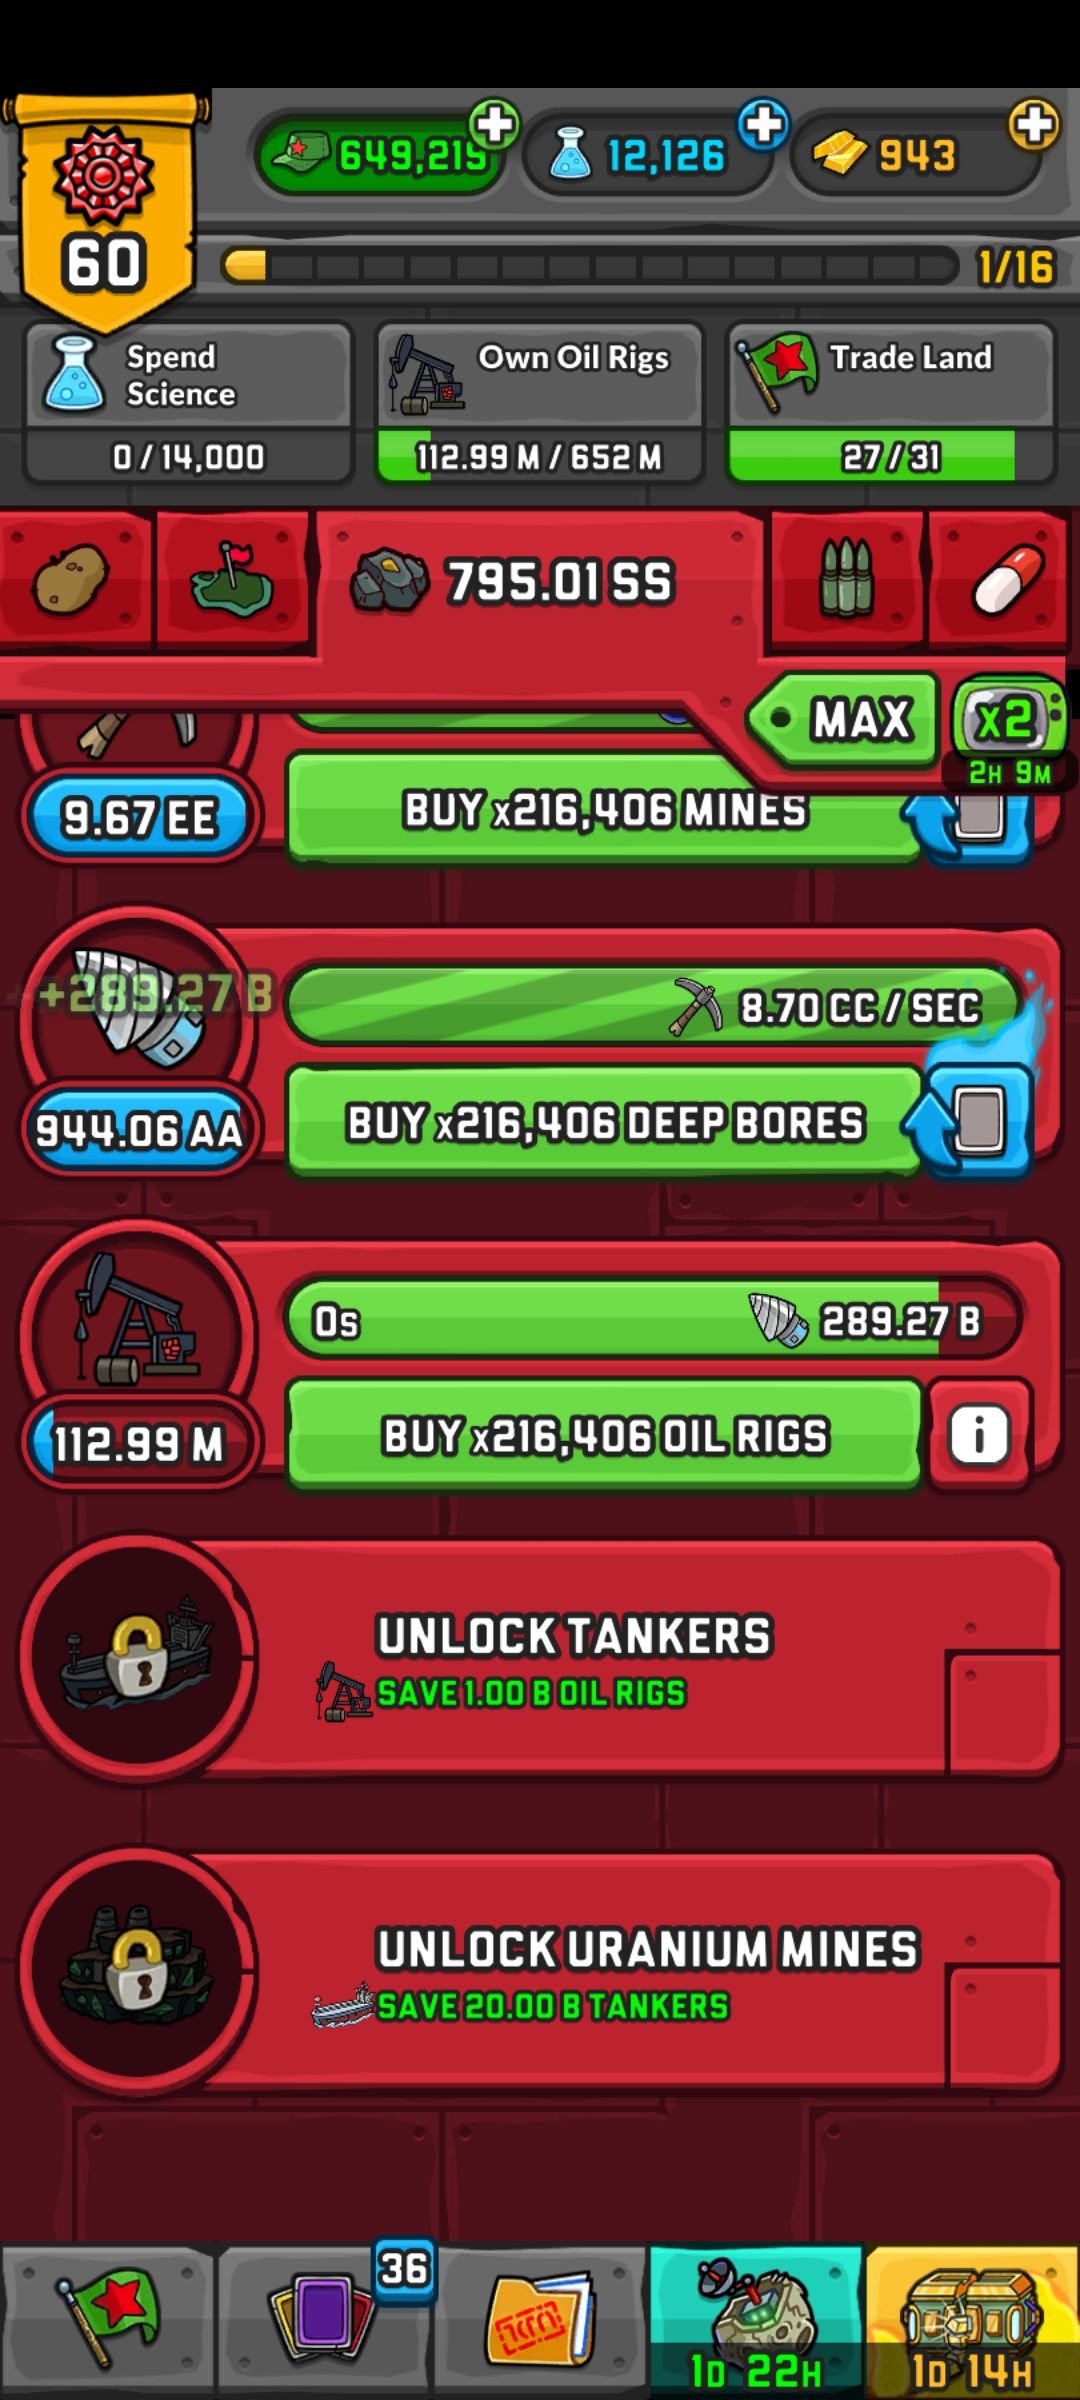 649,219
12,126
943
60
1/16
Spend
Science
0 / 14,000
Own Oil Rigs
112.99 M / 652 M
Trade Land
27 / 31
795.01 SS
MAX
x2
2H 9M
9.67 EE
BUY x216,406 MINES
+289.27 B
8.70 CC / SEC
944.06 AA
BUY x216,406 DEEP BORES
0s
289.27 B
112.99 M
BUY x216,406 OIL RIGS
i
UNLOCK TANKERS
SAVE 1.00 B OIL RIGS
UNLOCK URANIUM MINES
SAVE 20.00 B TANKERS
36
1D 22H
1D 14H